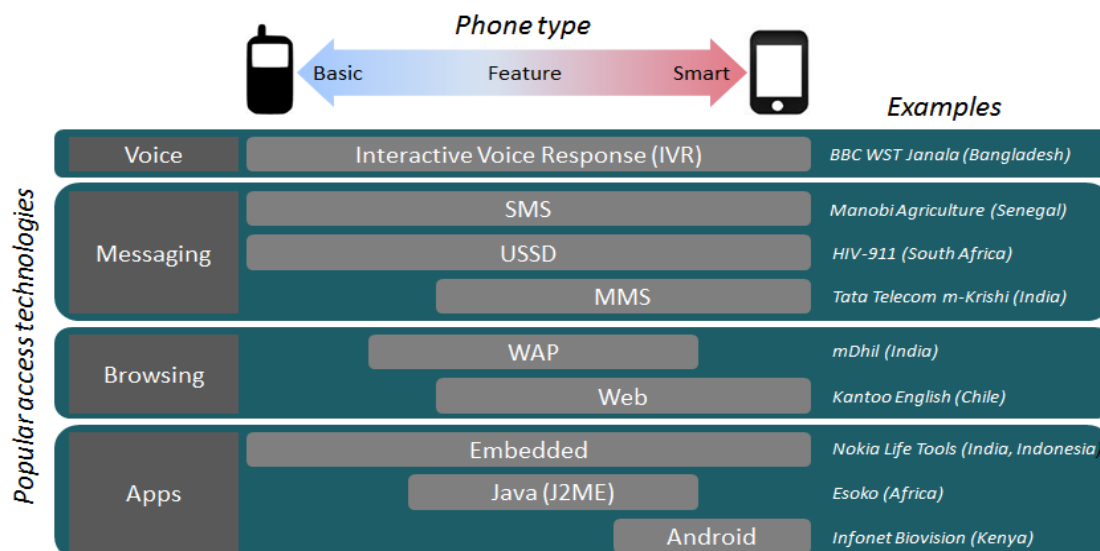 Phone type
Basic
Feature
Smart
Examples
Popular access technologies
Voice
Interactive Voice Response (IVR)
BBC WST Janala (Bangladesh)
Messaging
SMS
Manobi Agriculture (Senegal)
USSD
HIV-911 (South Africa)
MMS
Tata Telecom m-Krishi (India)
Browsing
WAP
mDhil (India)
Web
Kantoo English (Chile)
Apps
Embedded
Nokia Life Tools (India, Indonesia)
Java (J2ME)
Esoko (Africa)
Android
Infonet Biovision (Kenya)